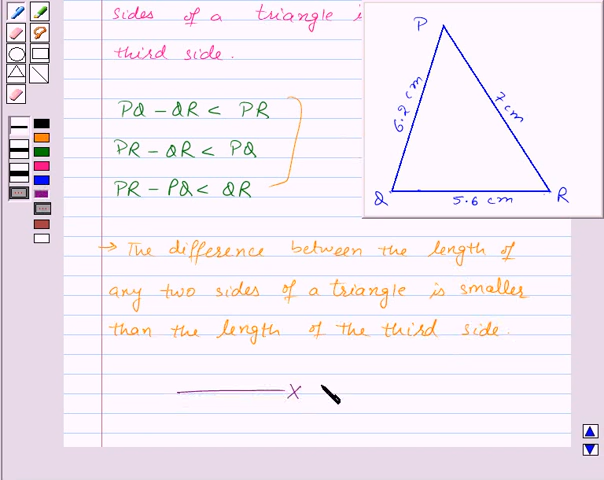 sides of a triangle i
third side.
PQ - QR < PR
PR - QR < PQ
PR - PQ < QR
→ The difference between the length of
any two sides of a triangle is smaller
than the length of the third side.
X
P
6.2 cm
7 cm
Q
5.6 cm
R